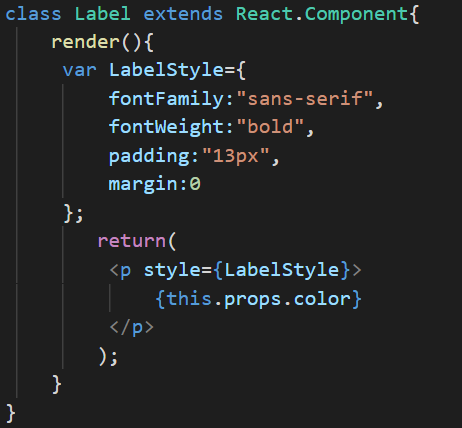 class Label extends React.Component{
render(){
var LabelStyle={
fontFamily:"sans-serif",
fontWeight:"bold",
padding:"13px",
margin:0
};
return(
<p style={LabelStyle}>
{this.props.color}
</p>
);
}
}